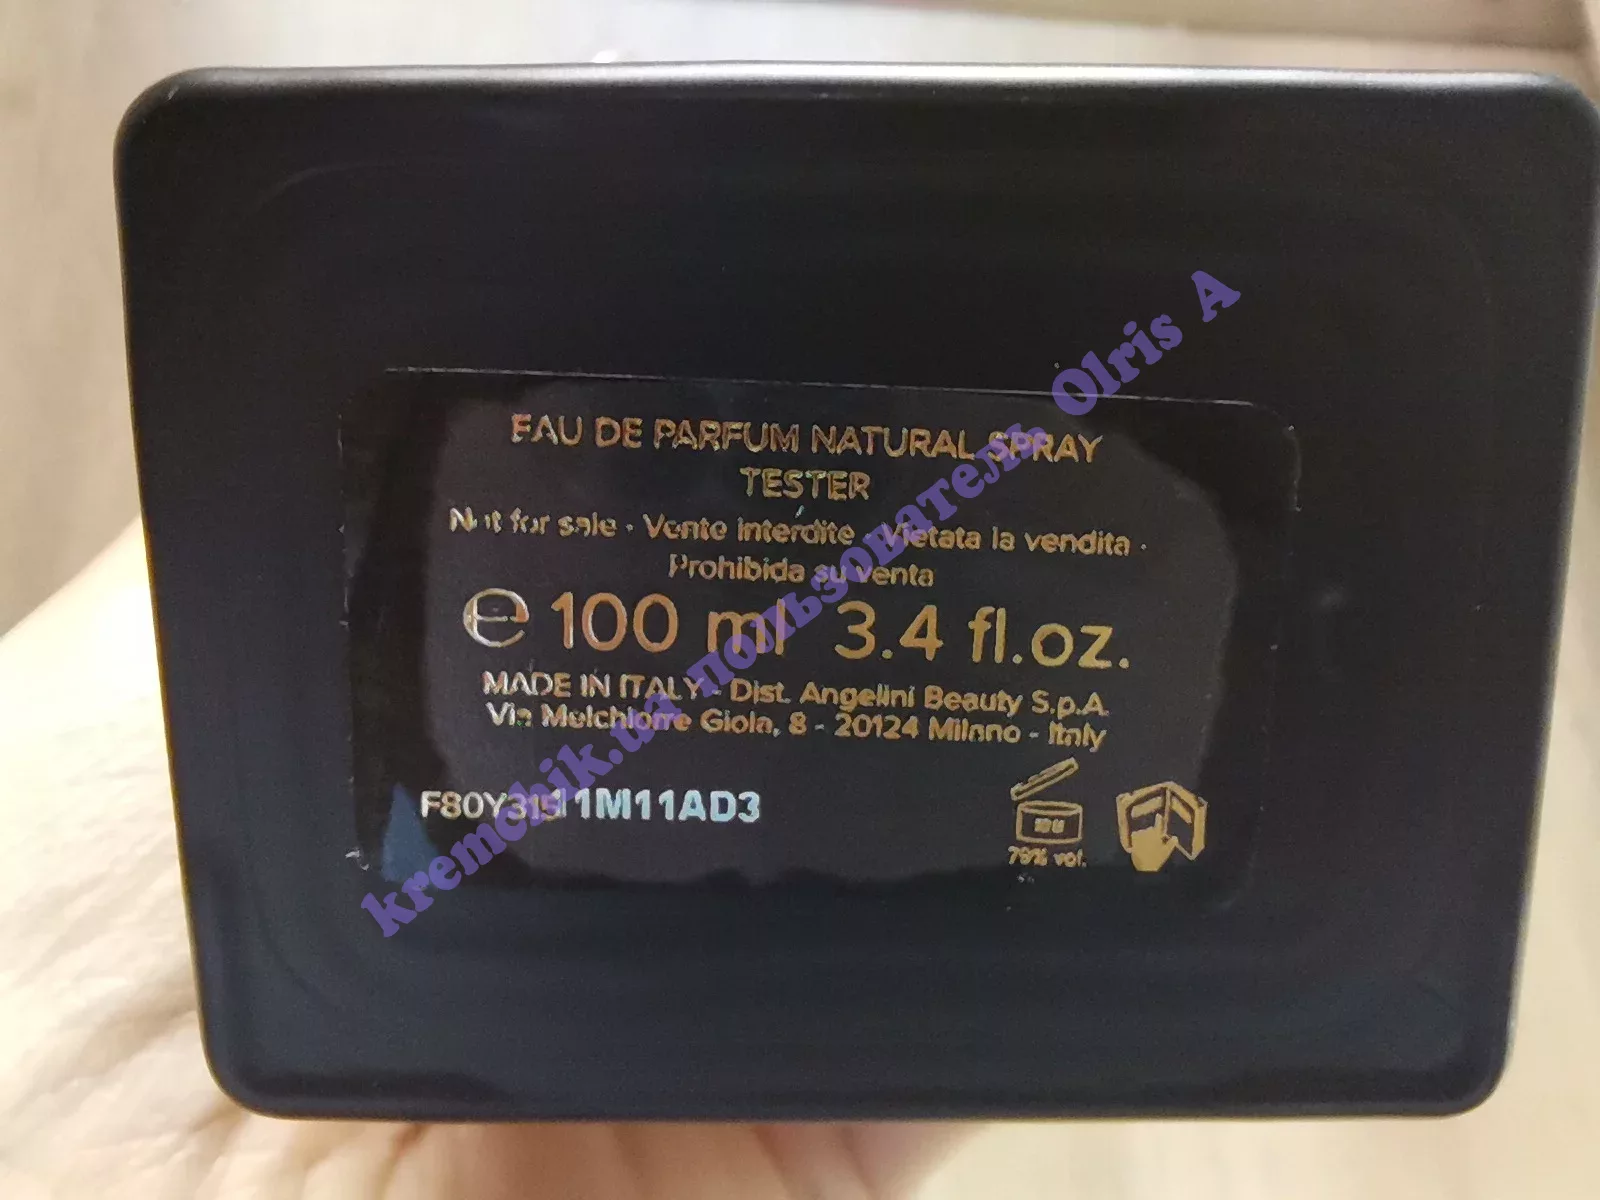 EAU DE PARFUM NATURAL SPRAY
TESTER
Not for sale · Vente interdite · Vietata la vendita ·
Prohibida su venta
℮ 100 ml 3.4 fl.oz.
MADE IN ITALY - Dist. Angelini Beauty S.p.A.
Via Melchiorre Gioia, 8 - 20124 Milano - Italy
1M11AD3
79% vol.
kremchik.ua пользователь Olris A